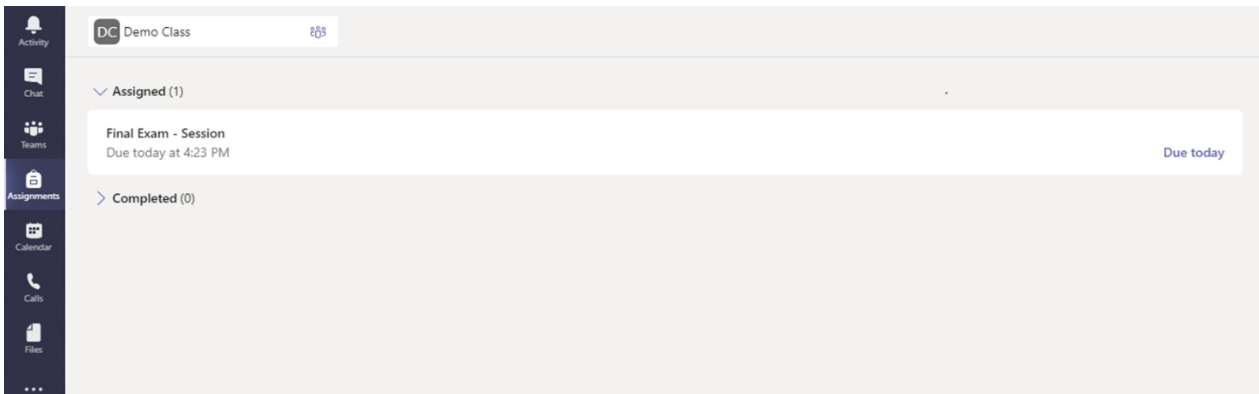 Activity
Chat
Teams
Assignments
Calendar
Calls
Files
DC Demo Class
Assigned (1)
Final Exam - Session
Due today at 4:23 PM
Due today
Completed (0)